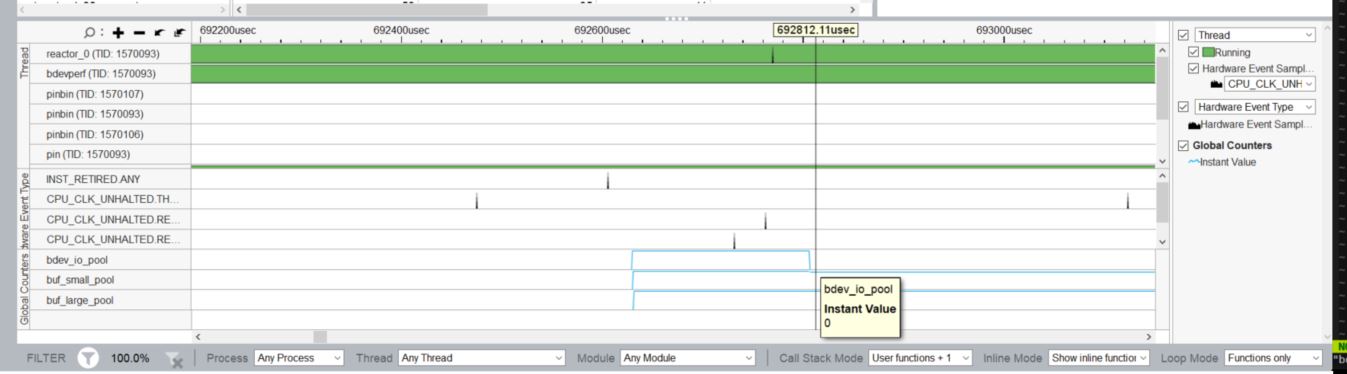 692200usec 692400usec 692600usec 692812.11usec 693000usec
Thread
reactor_0 (TID: 1570093)
bdevperf (TID: 1570093)
pinbin (TID: 1570107)
pinbin (TID: 1570093)
pinbin (TID: 1570106)
pin (TID: 1570093)
dware Event Type
INST_RETIRED.ANY
CPU_CLK_UNHALTED.TH...
CPU_CLK_UNHALTED.RE...
CPU_CLK_UNHALTED.RE...
Global Counters
bdev_io_pool
buf_small_pool
buf_large_pool
bdev_io_pool
Instant Value
0
Thread
Running
Hardware Event Sampl...
CPU_CLK_UNH
Hardware Event Type
Hardware Event Sampl...
Global Counters
Instant Value
FILTER 100.0% Process Any Process Thread Any Thread Module Any Module Call Stack Mode User functions + 1 Inline Mode Show inline function Loop Mode Functions only